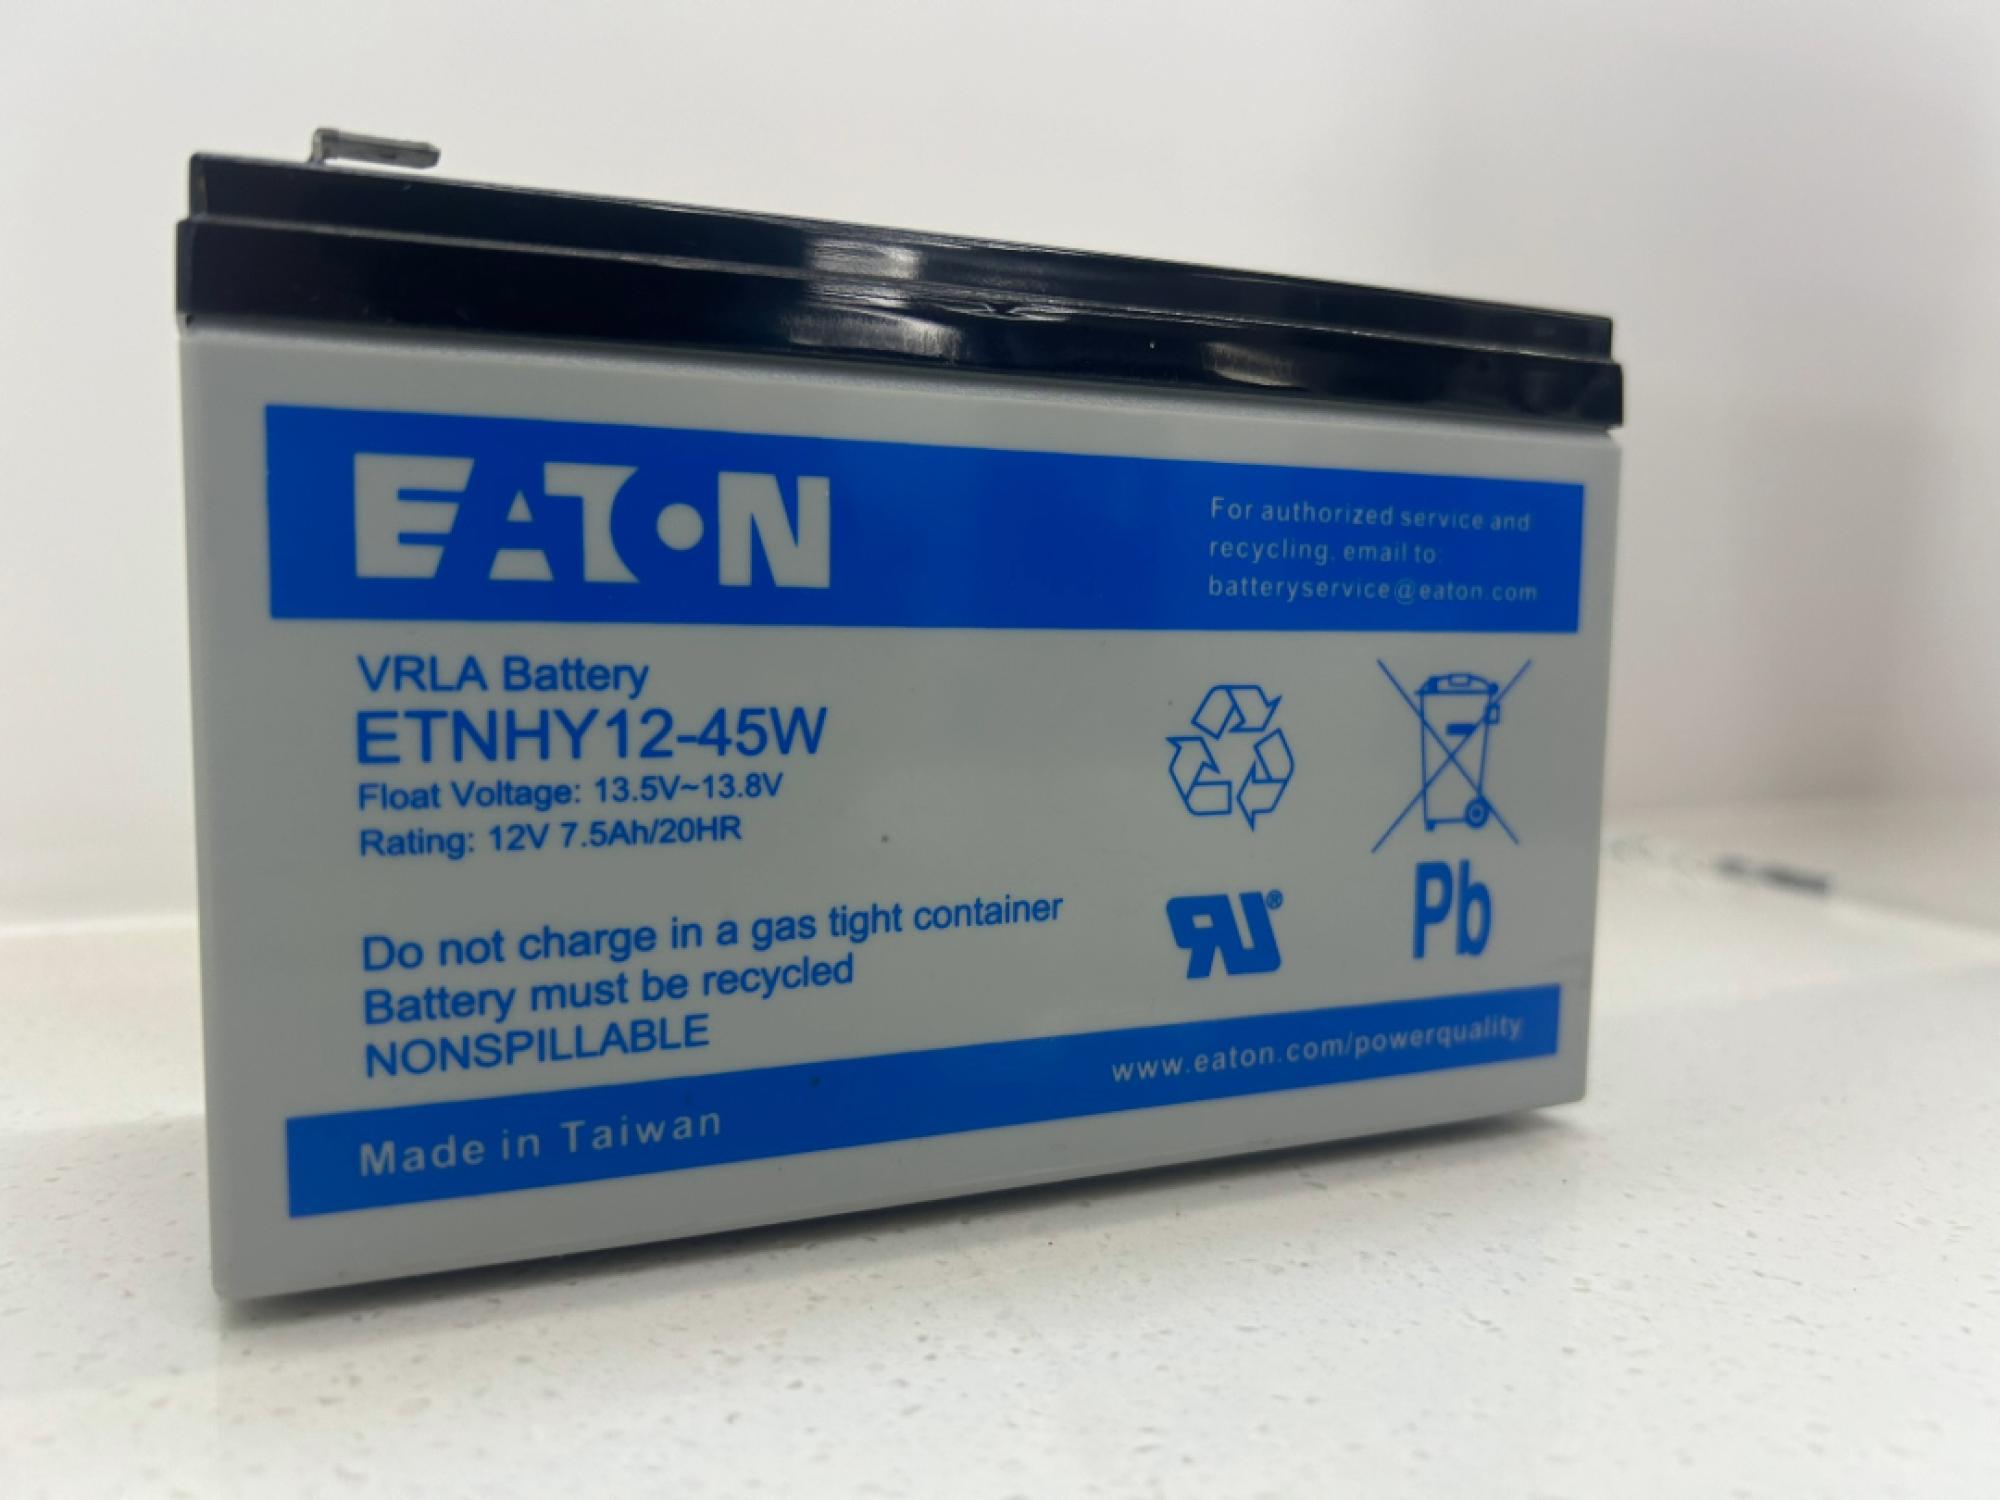 EATON
For authorized service and
recycling, email to:
batteryservice@eaton.com
VRLA Battery
ETNHY12-45W
Float Voltage: 13.5V~13.8V
Rating: 12V 7.5Ah/20HR
Do not charge in a gas tight container
Battery must be recycled
NONSPILLABLE
RU®
Pb
www.eaton.com/powerquality
Made in Taiwan